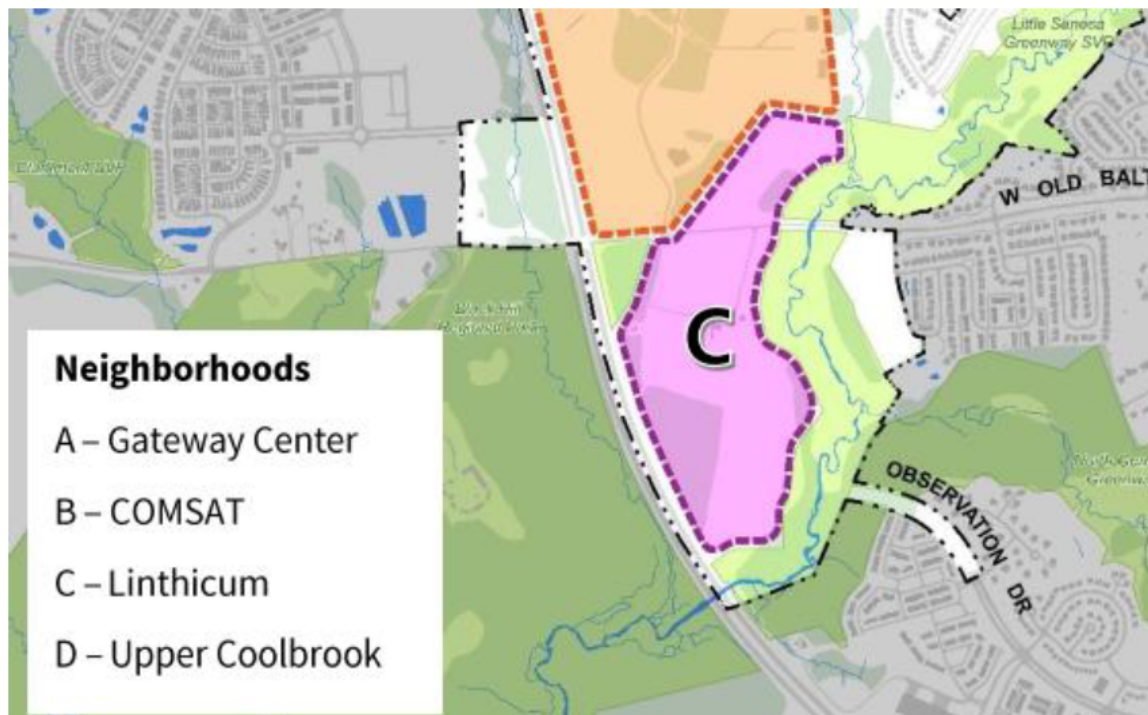 Little Seneca
Greenway SVP
W OLD BALT
C
Neighborhoods
A – Gateway Center
B – COMSAT
C – Linthicum
D – Upper Coolbrook
OBSERVATION DR